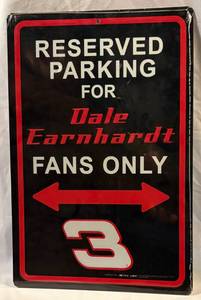 RESERVED
PARKING
FOR
Dale
Earnhardt
FANS ONLY
3